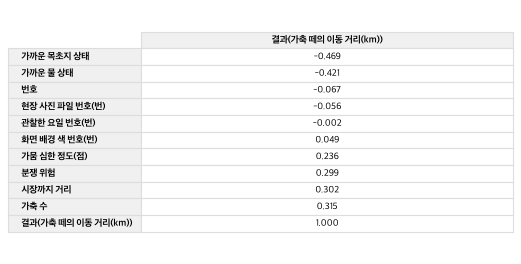 결과(가축 떼의 이동 거리(km))
가까운 목초지 상태 -0.469
가까운 물 상태 -0.421
번호 -0.067
현장 사진 파일 번호(번) -0.056
관찰한 요일 번호(번) -0.002
화면 배경 색 번호(번) 0.049
가뭄 심한 정도(점) 0.236
분쟁 위험 0.299
시장까지 거리 0.302
가축 수 0.315
결과(가축 떼의 이동 거리(km)) 1.000